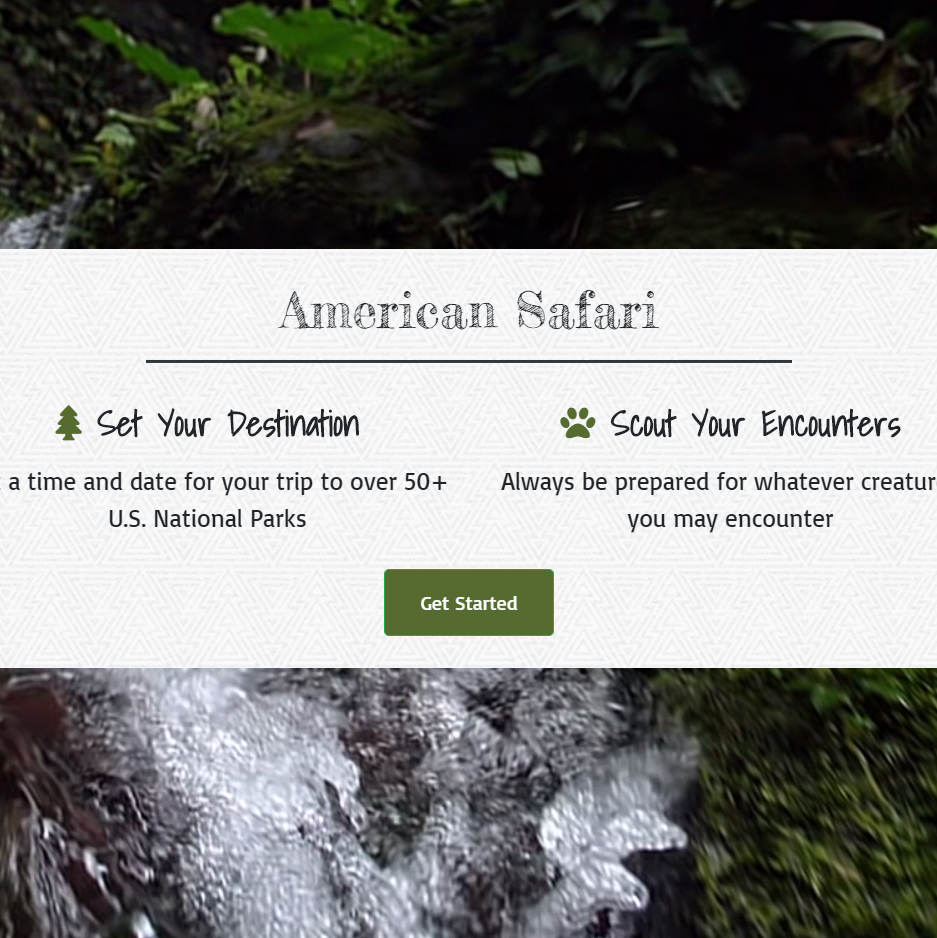 American Safari
Set Your Destination
a time and date for your trip to over 50+
U.S. National Parks
Scout Your Encounters
Always be prepared for whatever
you may encounter
Get Started